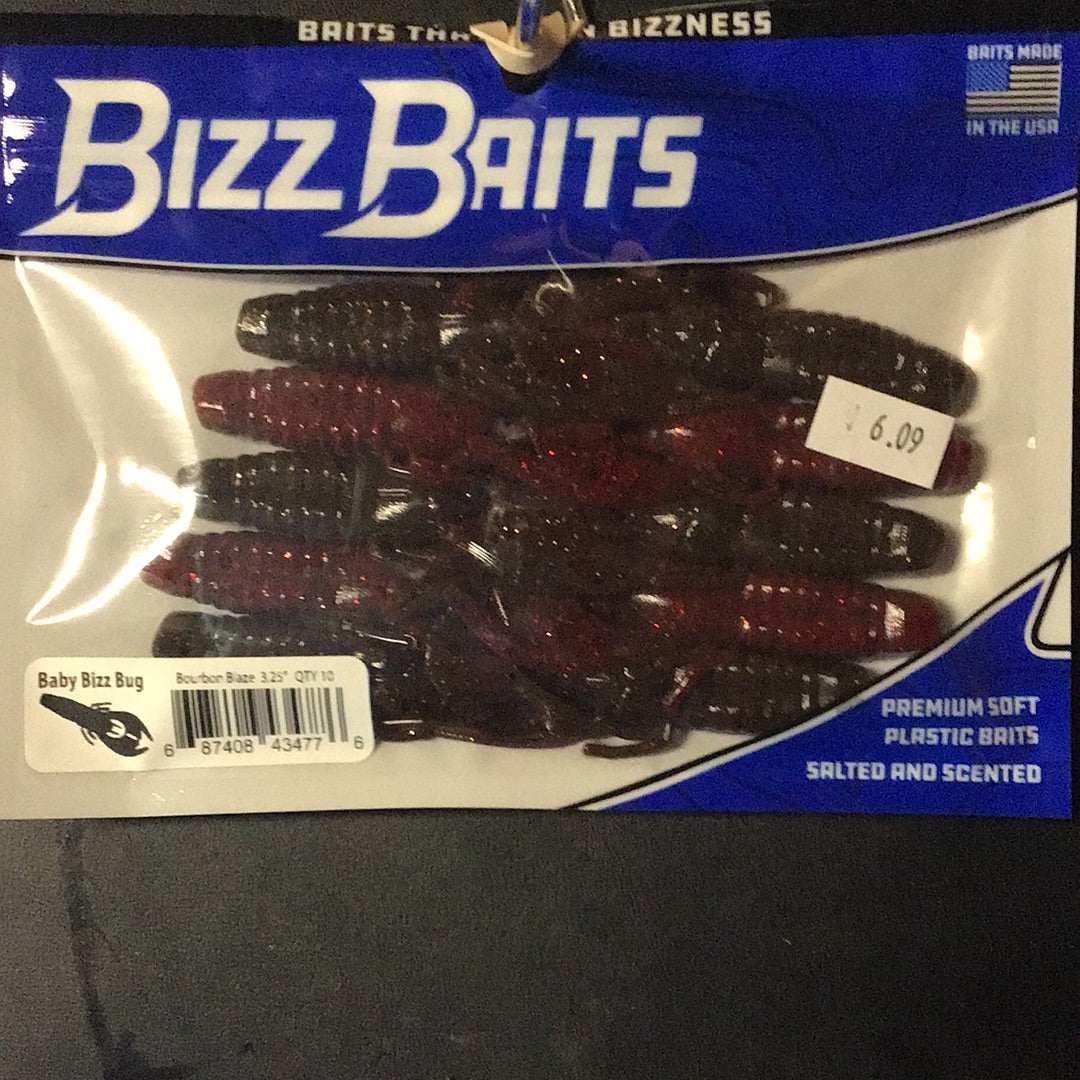 BAITS N BIZZNESS
BIZZ BAITS
BAITS MADE
IN THE USA
6.09
Baby Bizz Bug
Bourbon Blaze 3.25" QTY 10
6 87408 43477 6
PREMIUM SOFT
PLASTIC BAITS
SALTED AND SCENTED